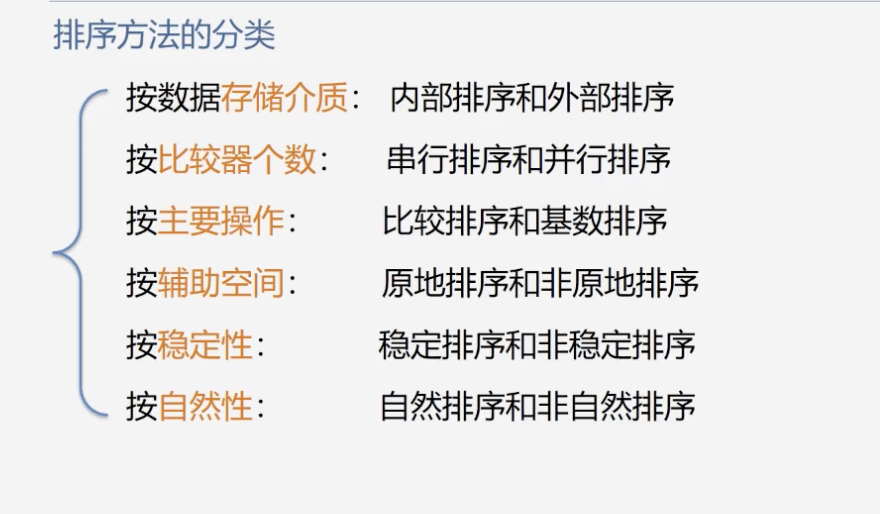 排序方法的分类
按数据存储介质： 内部排序和外部排序
按比较器个数： 串行排序和并行排序
按主要操作： 比较排序和基数排序
按辅助空间： 原地排序和非原地排序
按稳定性： 稳定排序和非稳定排序
按自然性： 自然排序和非自然排序